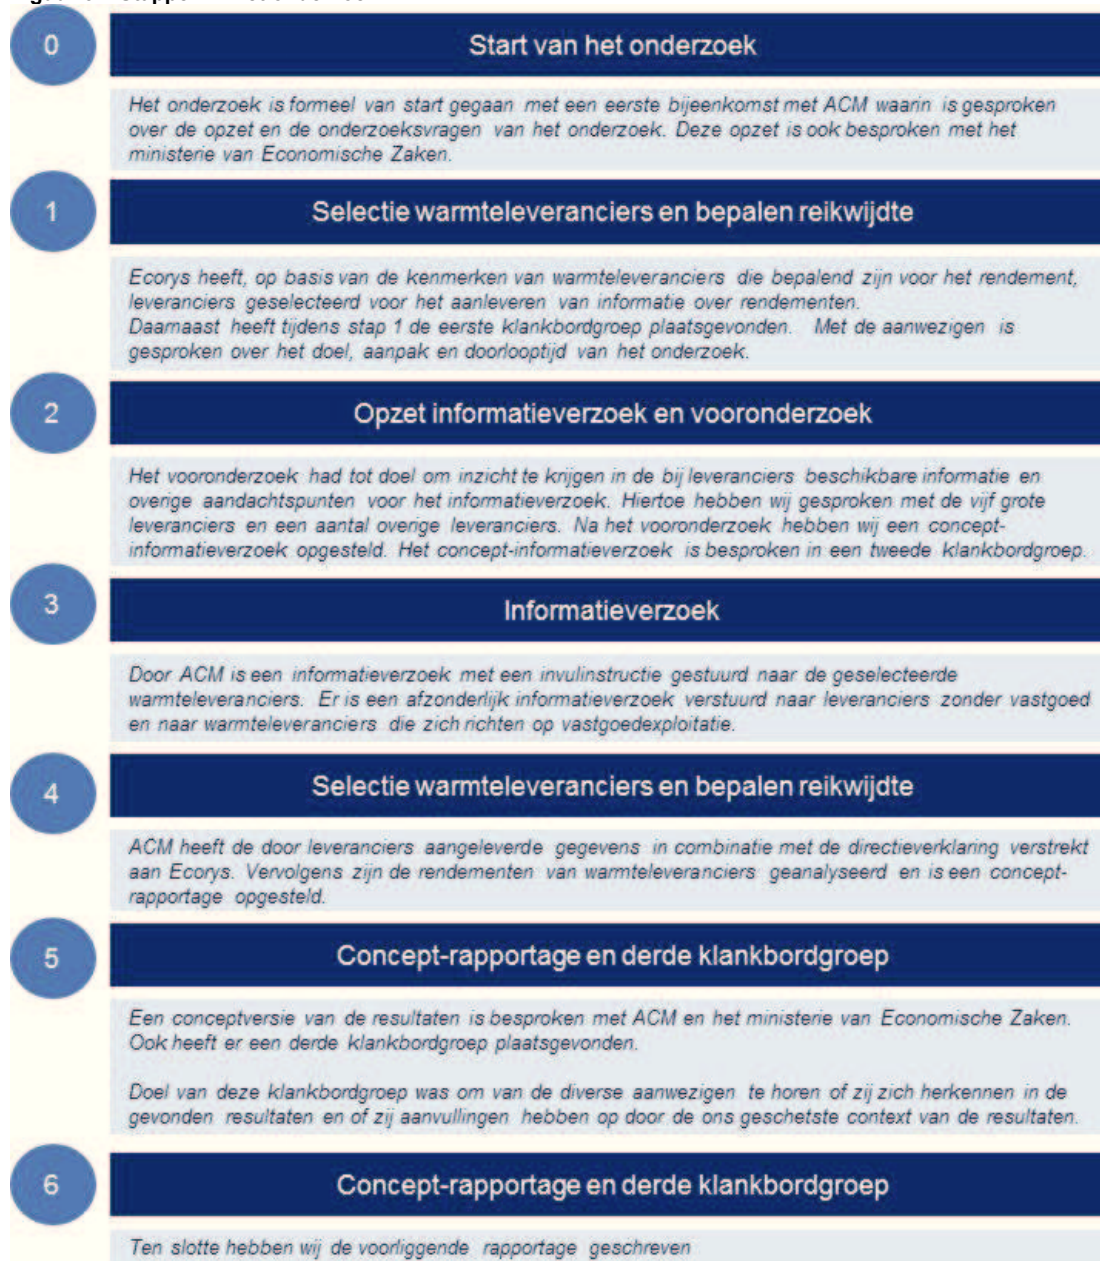 0
Start van het onderzoek
Het onderzoek is formeel van start gegaan met een eerste bijeenkomst met ACM waarin is gesproken
over de opzet en de onderzoeksvragen van het onderzoek. Deze opzet is ook besproken met het
ministerie van Economische Zaken.
1
Selectie warmteleveranciers en bepalen reikwijdte
Ecorys heeft, op basis van de kenmerken van warmteleveranciers die bepalend zijn voor het rendement,
leveranciers geselecteerd voor het aanleveren van informatie over rendementen.
Daarnaast heeft tijdens stap 1 de eerste klankbordgroep plaatsgevonden. Met de aanwezigen is
gesproken over het doel, aanpak en doorlooptijd van het onderzoek.
2
Opzet informatieverzoek en vooronderzoek
Het vooronderzoek had tot doel om inzicht te krijgen in de bij leveranciers beschikbare informatie en
overige aandachtspunten voor het informatieverzoek. Hiertoe hebben wij gesproken met de vijf grote
leveranciers en een aantal overige leveranciers. Na het vooronderzoek hebben wij een concept-
informatieverzoek opgesteld. Het concept-informatieverzoek is besproken in een tweede klankbordgroep.
3
Informatieverzoek
Door ACM is een informatieverzoek met een invulinstructie gestuurd naar de geselecteerde
warmteleveranciers. Er is een afzonderlijk informatieverzoek verstuurd naar leveranciers zonder vastgoed
en naar warmteleveranciers die zich richten op vastgoedexploitatie.
4
Selectie warmteleveranciers en bepalen reikwijdte
ACM heeft de door leveranciers aangeleverde gegevens in combinatie met de directieverklaring verstrekt
aan Ecorys. Vervolgens zijn de rendementen van warmteleveranciers geanalyseerd en is een concept-
rapportage opgesteld.
5
Concept-rapportage en derde klankbordgroep
Een conceptversie van de resultaten is besproken met ACM en het ministerie van Economische Zaken.
Ook heeft er een derde klankbordgroep plaatsgevonden.
Doel van deze klankbordgroep was om van de diverse aanwezigen te horen of zij zich herkennen in de
gevonden resultaten en of zij aanvullingen hebben op door de ons geschetste context van de resultaten.
6
Concept-rapportage en derde klankbordgroep
Ten slotte hebben wij de voorliggende rapportage geschreven